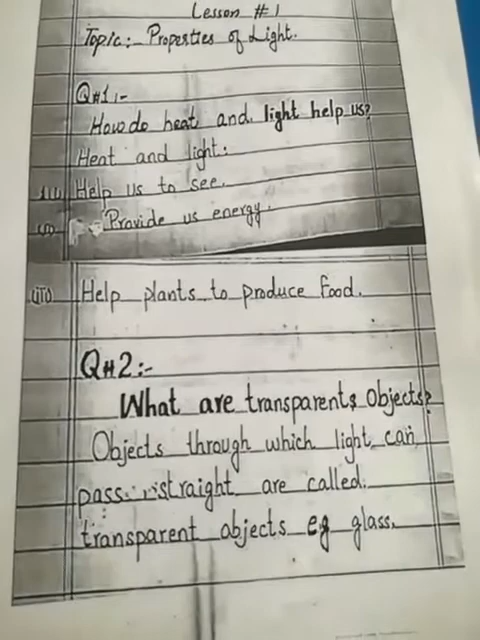 Lesson # 1
Topic:- Properties of Light.
Q#1:-
How do heat and light help us?
Heat and light:
Help us to see.
Provide us energy.
(iii) Help plants to produce food.
Q#2:-
What are transparent objects?
Objects through which light can
pass straight are called
transparent objects eg glass.